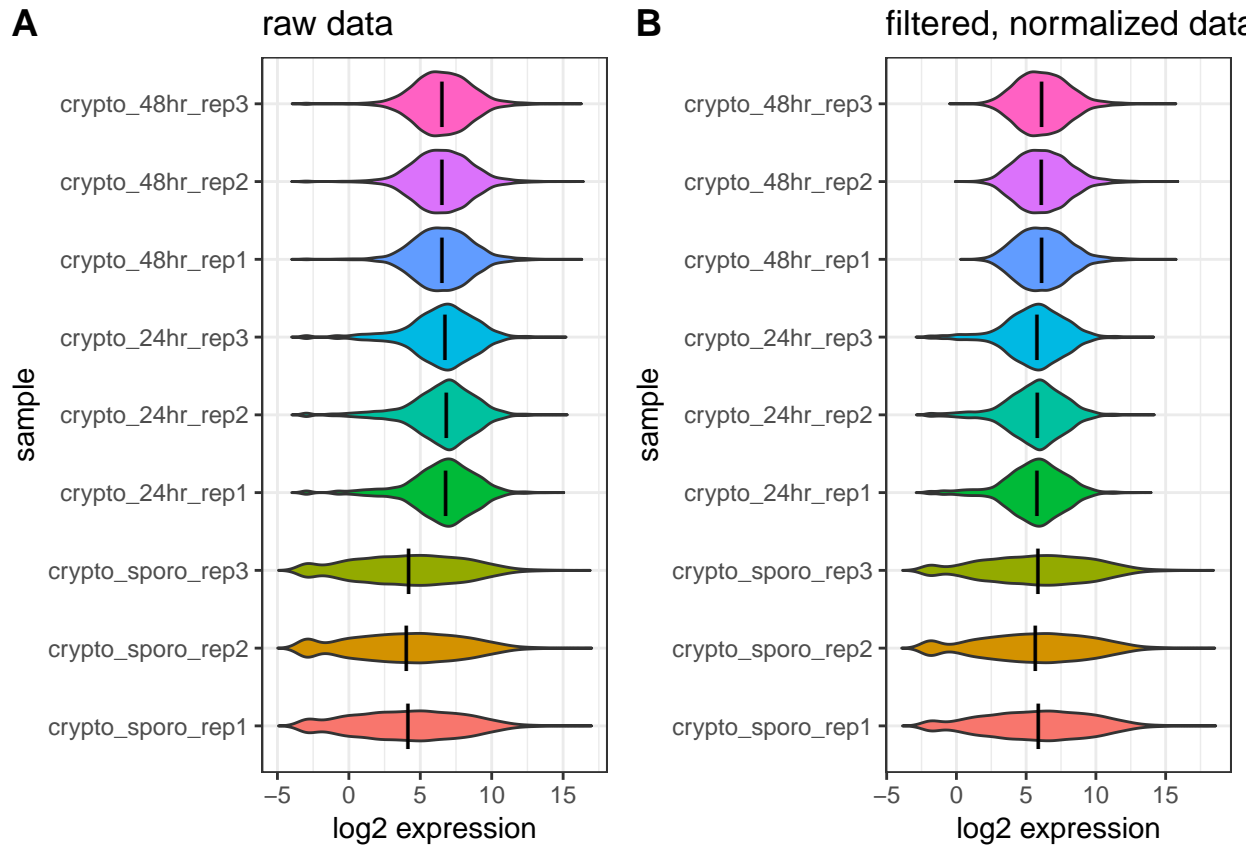 A
raw data
crypto_48hr_rep3
crypto_48hr_rep2
crypto_48hr_rep1
crypto_24hr_rep3
crypto_24hr_rep2
crypto_24hr_rep1
crypto_sporo_rep3
crypto_sporo_rep2
crypto_sporo_rep1
sample
−5 0 5 10 15
log2 expression
B
filtered, normalized data
crypto_48hr_rep3
crypto_48hr_rep2
crypto_48hr_rep1
crypto_24hr_rep3
crypto_24hr_rep2
crypto_24hr_rep1
crypto_sporo_rep3
crypto_sporo_rep2
crypto_sporo_rep1
sample
−5 0 5 10 15
log2 expression